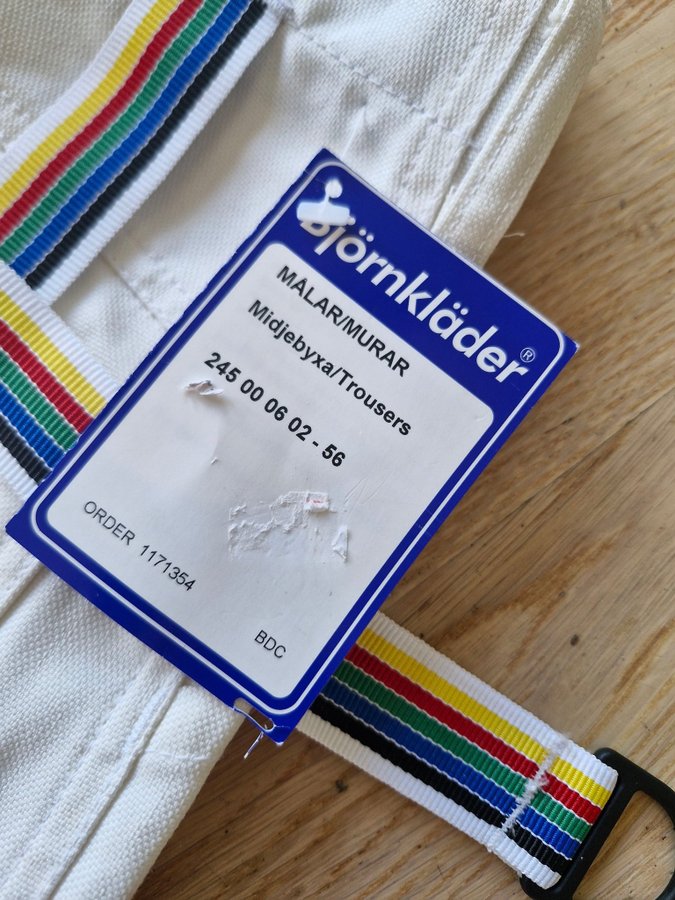 Björnkläder®
MÅLAR/MURAR
Midjebyxa/Trousers
245 00 06 02 - 56
ORDER 1171354
BDC